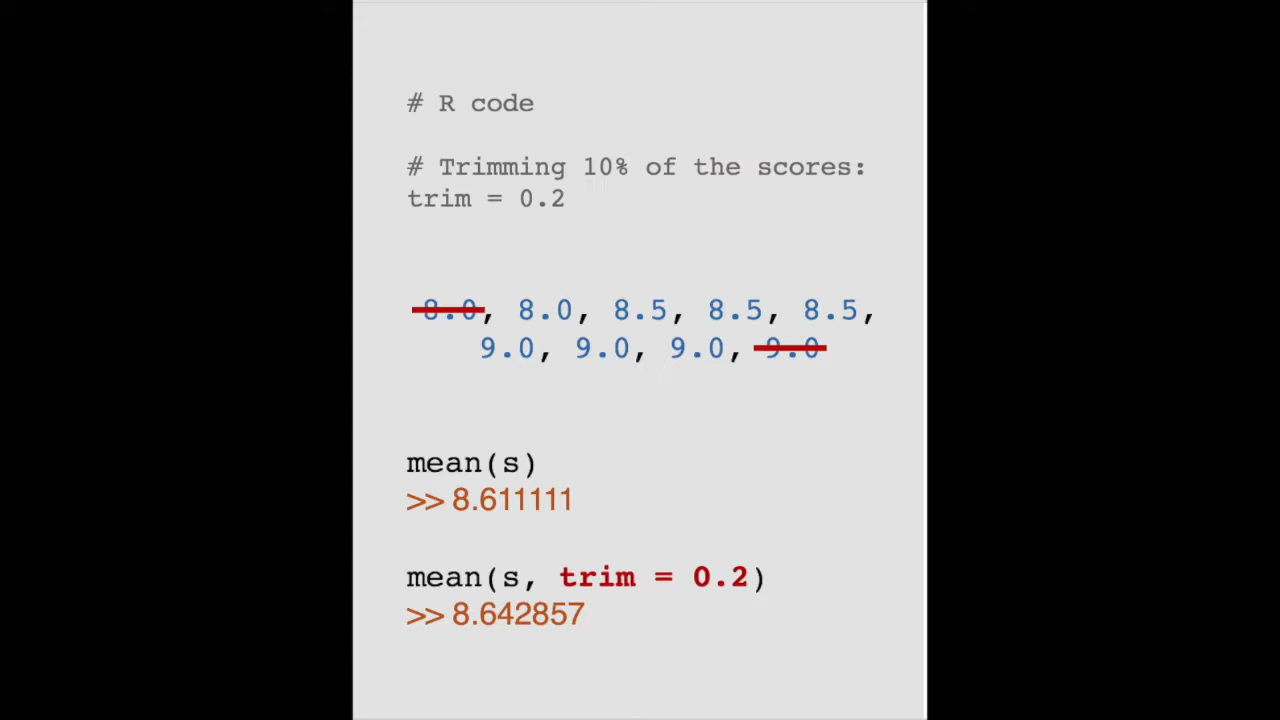 # R code
# Trimming 10% of the scores:
trim = 0.2
8.0, 8.0, 8.5, 8.5, 8.5,
9.0, 9.0, 9.0, 9.0
mean(s)
>> 8.611111
mean(s, trim = 0.2)
>> 8.642857